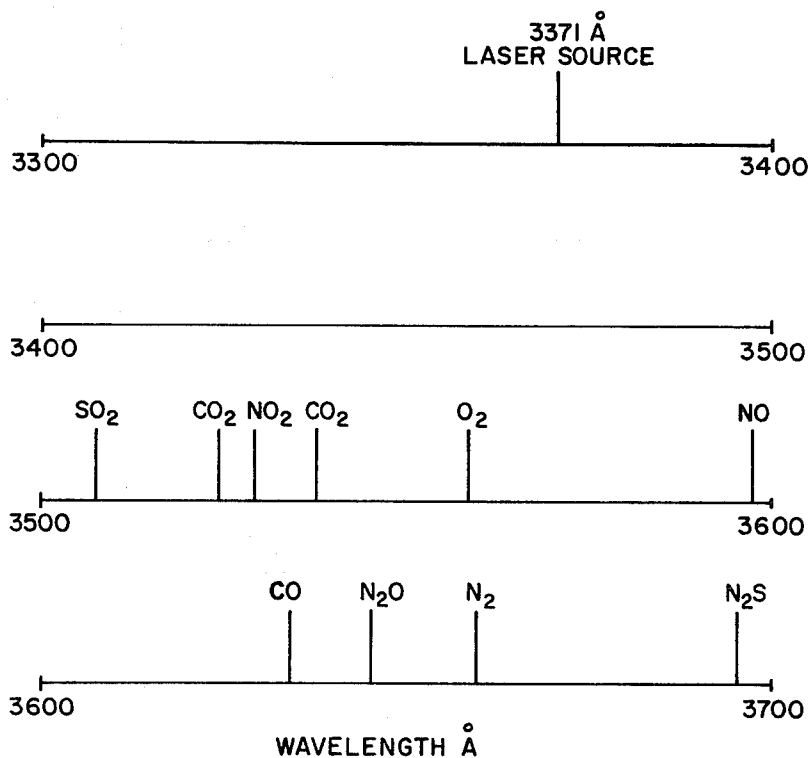 3371 Å
LASER SOURCE
3300 3400
3400 3500
SO₂ CO₂ NO₂ CO₂ O₂ NO
3500 3600
CO N₂O N₂ N₂S
3600 3700
WAVELENGTH Å